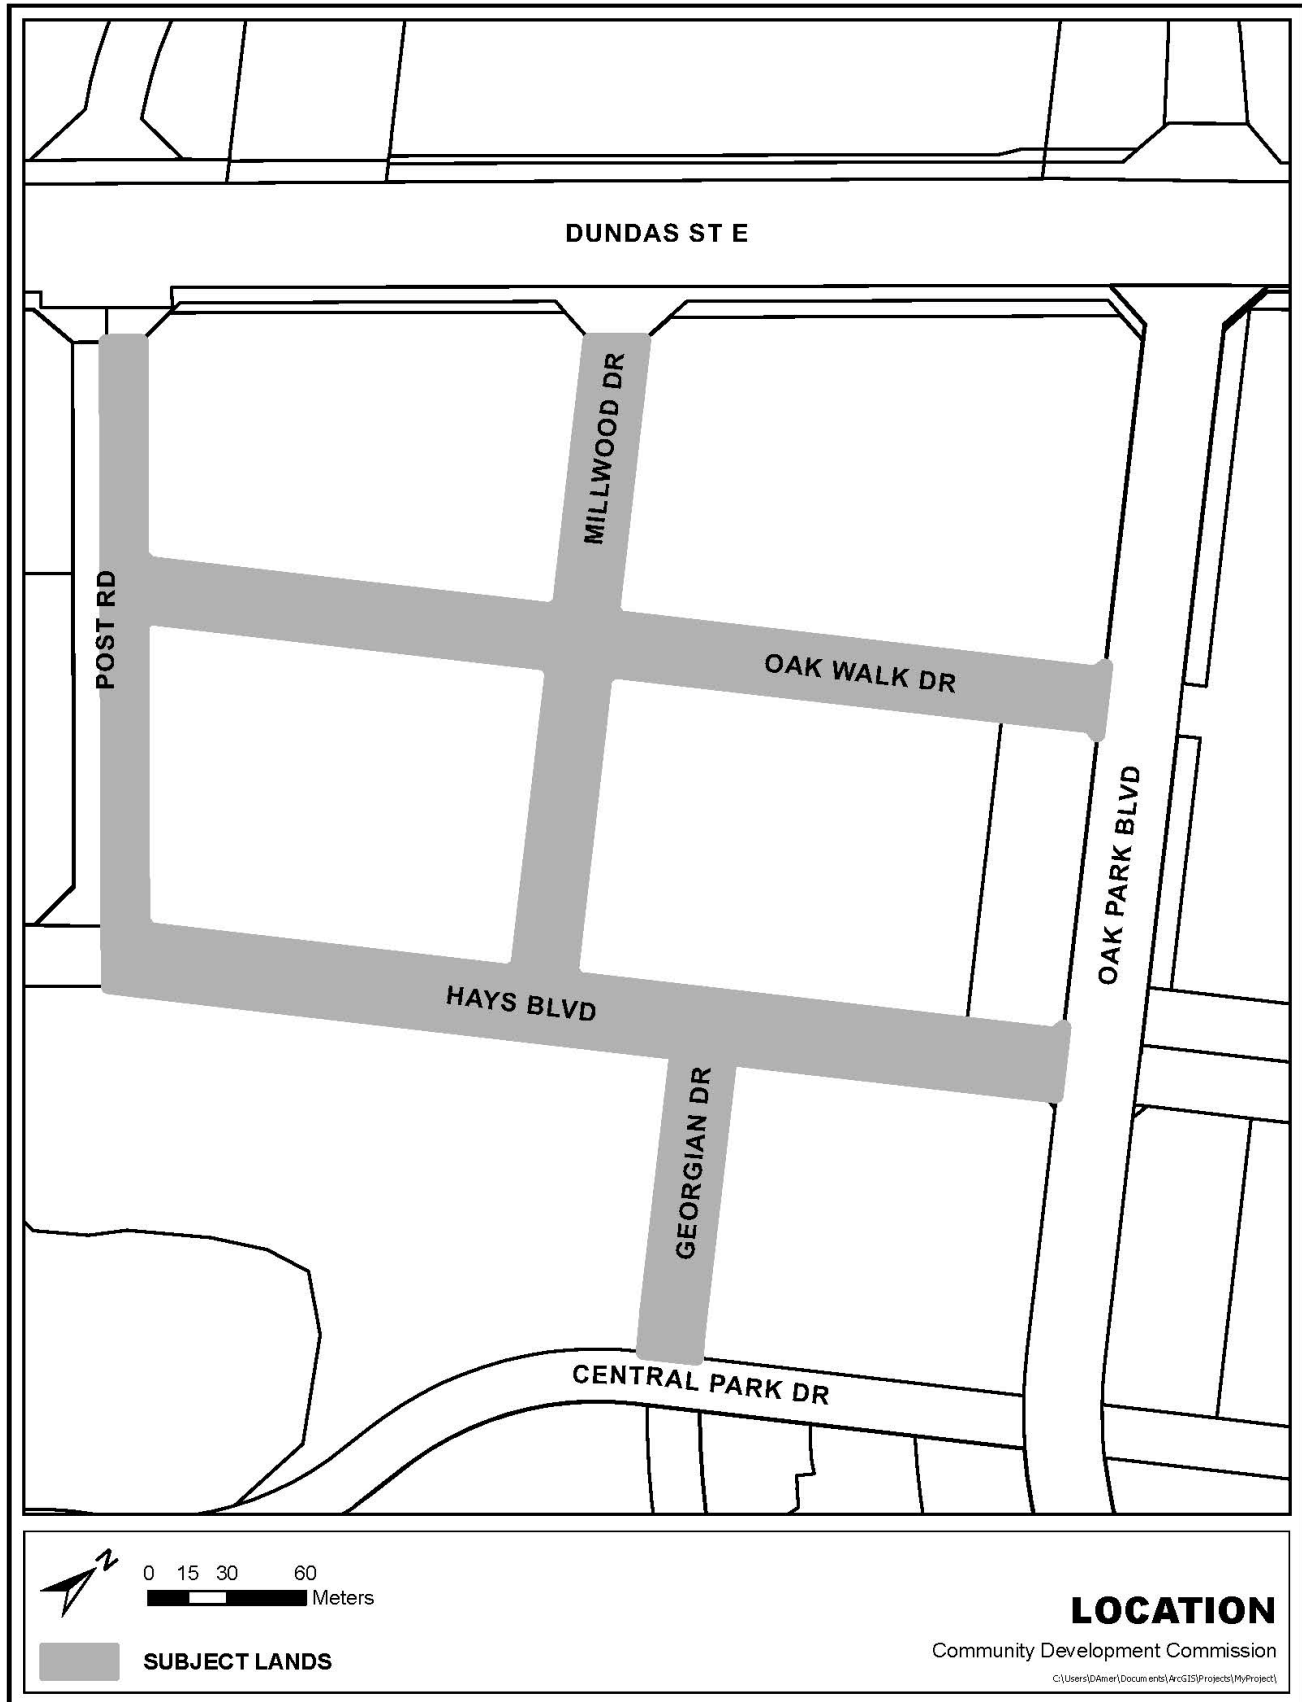 DUNDAS ST E
MILLWOOD DR
POST RD
OAK WALK DR
OAK PARK BLVD
HAYS BLVD
GEORGIAN DR
CENTRAL PARK DR
N
0 15 30 60
Meters
SUBJECT LANDS
LOCATION
Community Development Commission
C:\Users\DAmer\Documents\ArcGIS\Projects\MyProject\